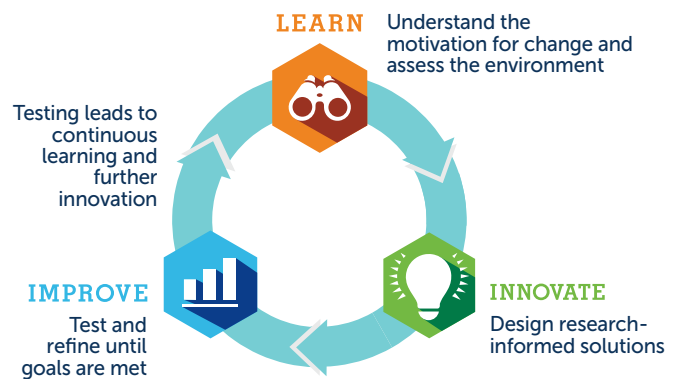 LEARN
Understand the
motivation for change and
assess the environment
Testing leads to
continuous
learning and
further
innovation
IMPROVE
Test and
refine until
goals are met
INNOVATE
Design research-
informed solutions